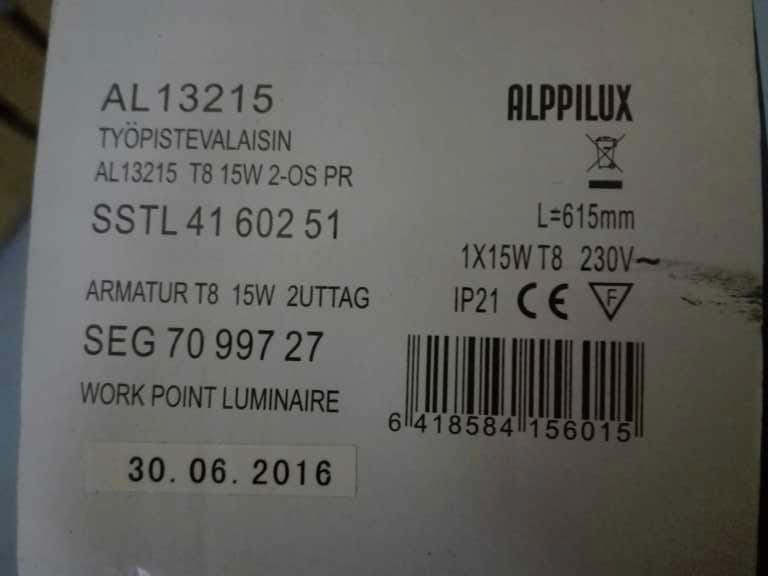 AL13215
TYÖPISTEVALAISIN
AL13215 T8 15W 2-OS PR
SSTL 41 602 51
ARMATUR T8 15W 2UTTAG
SEG 70 997 27
WORK POINT LUMINAIRE
30. 06. 2016
ALPPILUX
L=615mm
1X15W T8 230V~
IP21 CE F
6 418584 156015